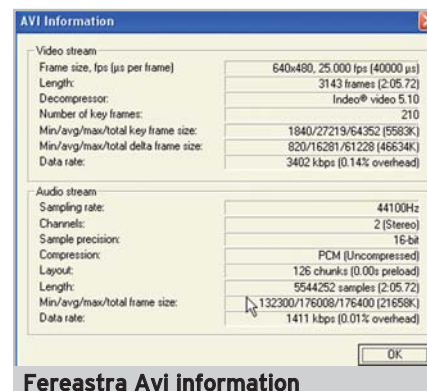 AVI Information
Video stream
Frame size, fps (µs per frame) 640x480, 25.000 fps (40000 µs)
Length: 3143 frames (2:05.72)
Decompressor: Indeo® video 5.10
Number of key frames: 210
Min/avg/max/total key frame size: 1840/27219/64352 (5583K)
Min/avg/max/total delta frame size: 820/16281/61228 (46634K)
Data rate: 3402 kbps (0.14% overhead)
Audio stream
Sampling rate: 44100Hz
Channels: 2 (Stereo)
Sample precision: 16-bit
Compression: PCM (Uncompressed)
Layout: 126 chunks (0.00s preload)
Length: 5544252 samples (2:05.72)
Min/avg/max/total frame size: 132300/176008/176400 (21658K)
Data rate: 1411 kbps (0.01% overhead)
OK
Fereastra Avi information